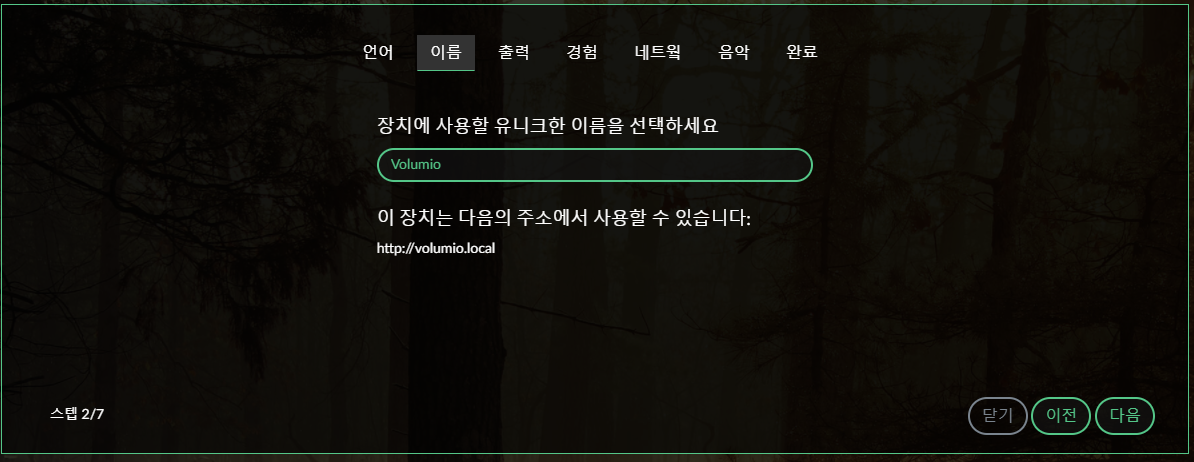 언어 이름 출력 경험 네트웍 음악 완료
장치에 사용할 유니크한 이름을 선택하세요
Volumio
이 장치는 다음의 주소에서 사용할 수 있습니다:
http://volumio.local
스텝 2/7 닫기 이전 다음